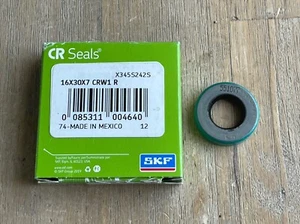 CR Seals
X345S242S
16X30X7 CRW1 R
0 085311 004640
74-MADE IN MEXICO 12
SKF